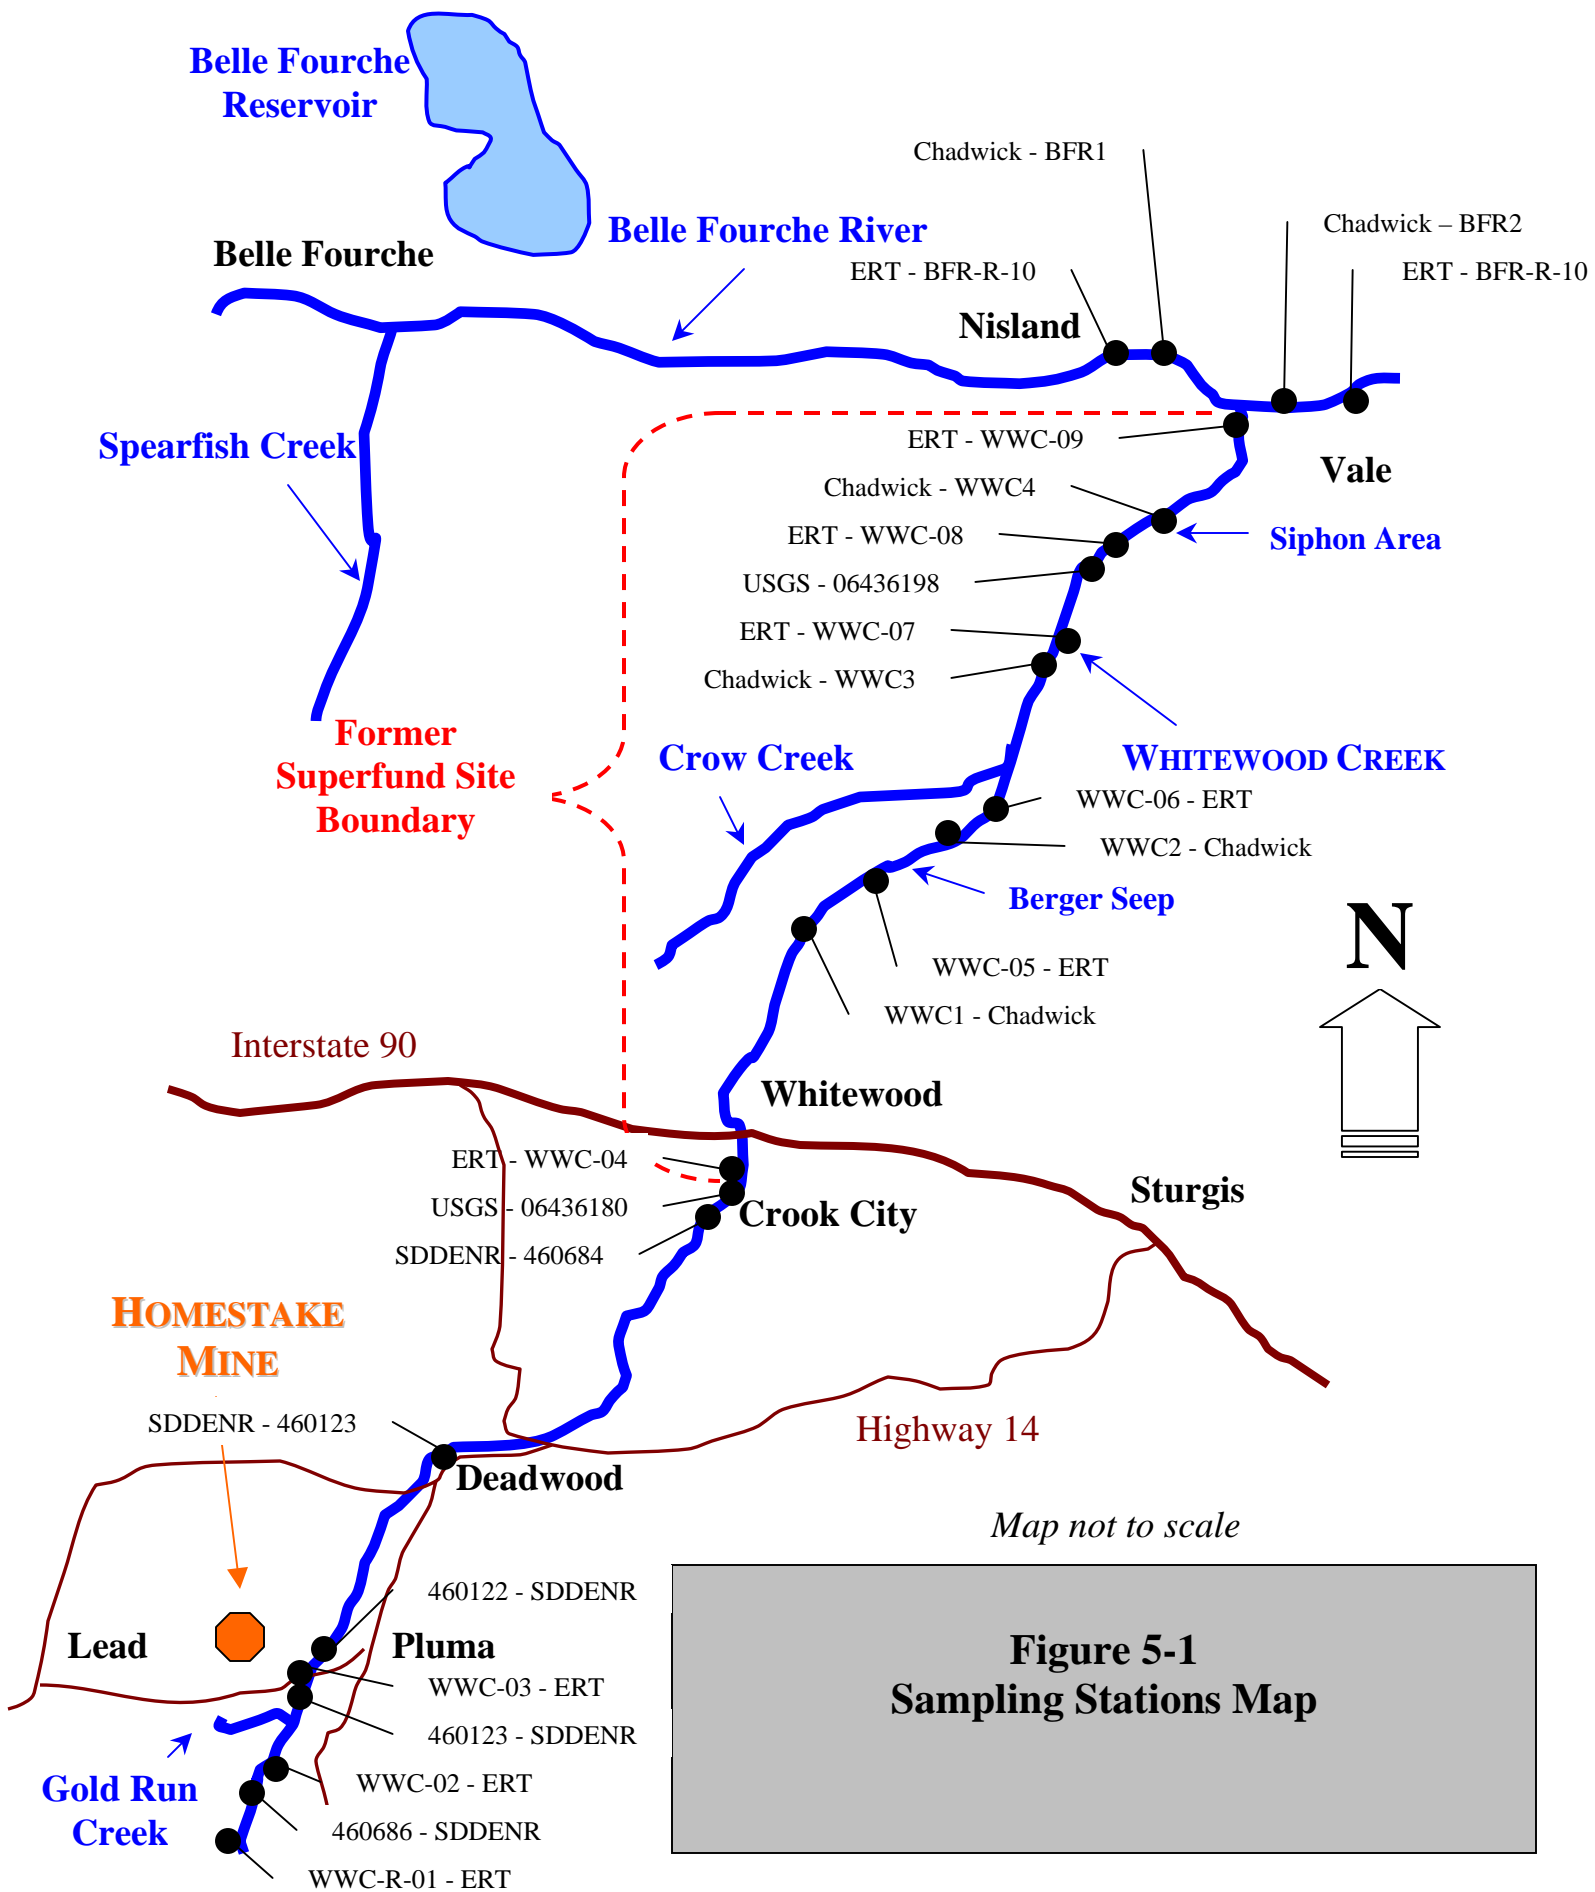 Belle Fourche
Reservoir
Chadwick - BFR1
Belle Fourche River
Chadwick – BFR2
Belle Fourche
ERT - BFR-R-10
ERT - BFR-R-10
Nisland
ERT - WWC-09
Spearfish Creek
Vale
Chadwick - WWC4
ERT - WWC-08
Siphon Area
USGS - 06436198
ERT - WWC-07
Chadwick - WWC3
Former
Superfund Site
Boundary
Crow Creek
WHITEWOOD CREEK
WWC-06 - ERT
WWC2 - Chadwick
Berger Seep
N
WWC-05 - ERT
WWC1 - Chadwick
Interstate 90
Whitewood
ERT - WWC-04
Sturgis
USGS - 06436180
Crook City
SDDENR - 460684
HOMESTAKE
MINE
SDDENR - 460123
Highway 14
Deadwood
Map not to scale
460122 - SDDENR
Lead
Pluma
Figure 5-1
Sampling Stations Map
WWC-03 - ERT
460123 - SDDENR
WWC-02 - ERT
Gold Run
Creek
460686 - SDDENR
WWC-R-01 - ERT